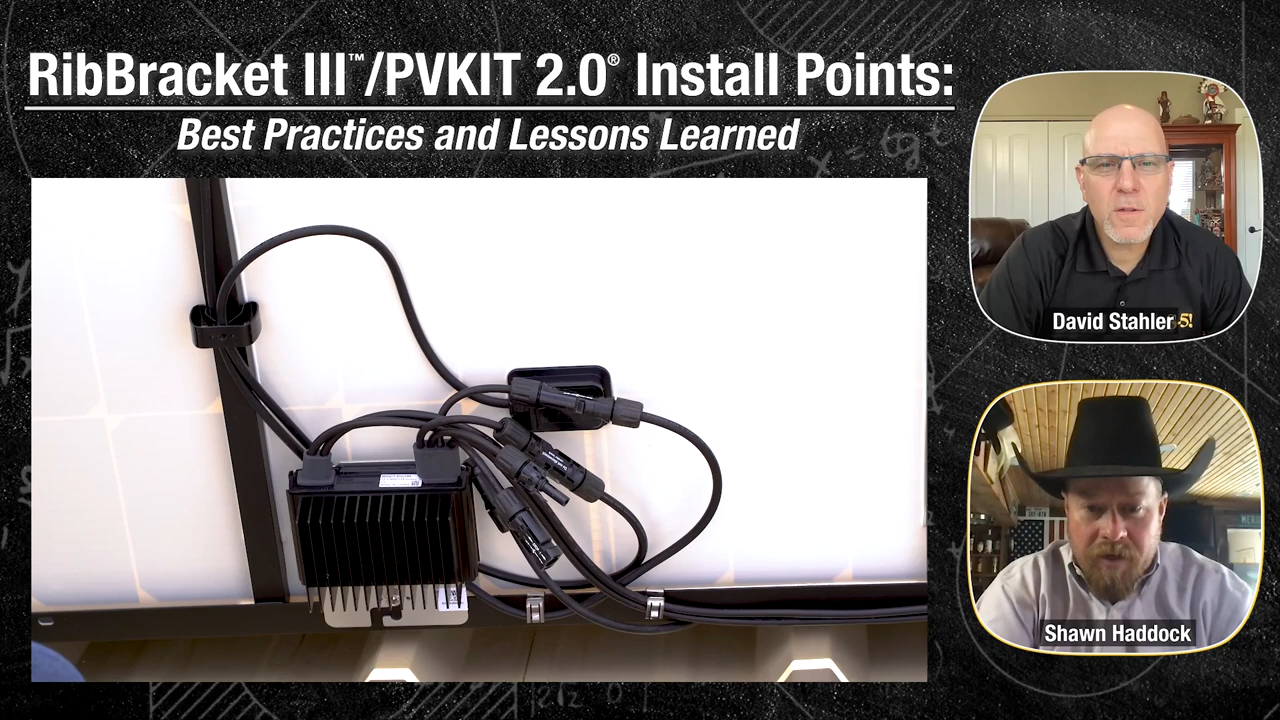 RibBracket III™/PVKIT 2.0® Install Points:
Best Practices and Lessons Learned
David Stahler
Shawn Haddock